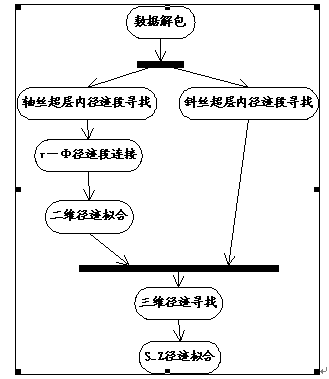 数据解包
轴丝超层内径迹段寻找
斜丝超层内径迹段寻找
r－Φ径迹段连接
二维径迹拟合
三维径迹寻找
S_Z径迹拟合